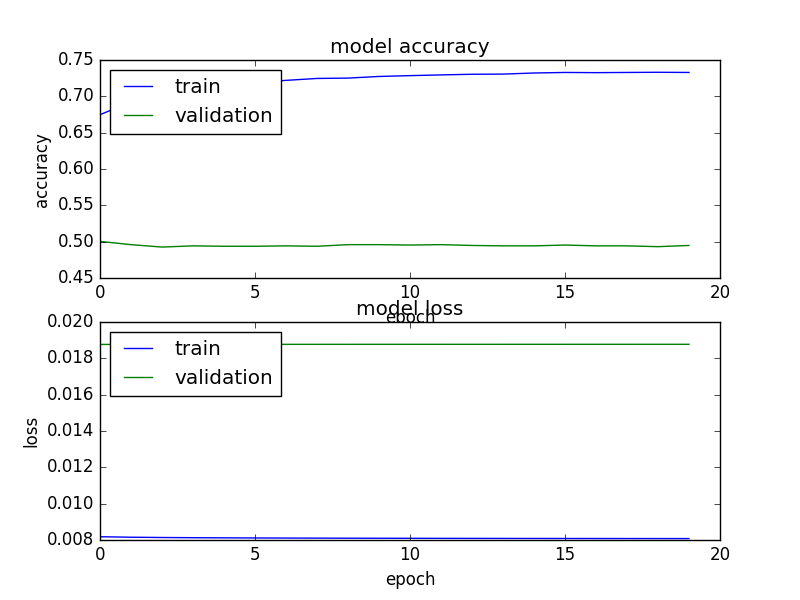 model accuracy
0.75
0.70
0.65
0.60
0.55
0.50
0.45
accuracy
train
validation
0
5
10
15
20
epoch
model loss
0.020
0.018
0.016
0.014
0.012
0.010
0.008
loss
train
validation
0
5
10
15
20
epoch